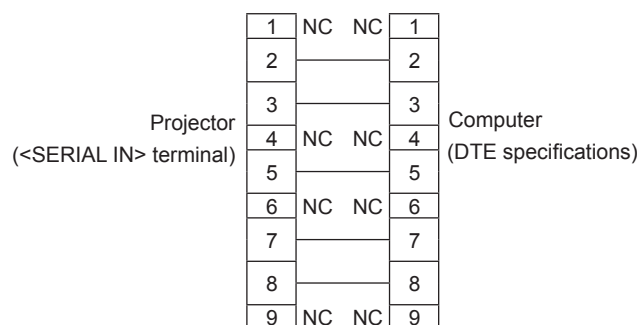 1 NC NC 1
2 2
3 3
Projector
(<SERIAL IN> terminal)
4 NC NC 4
Computer
(DTE specifications)
5 5
6 NC NC 6
7 7
8 8
9 NC NC 9